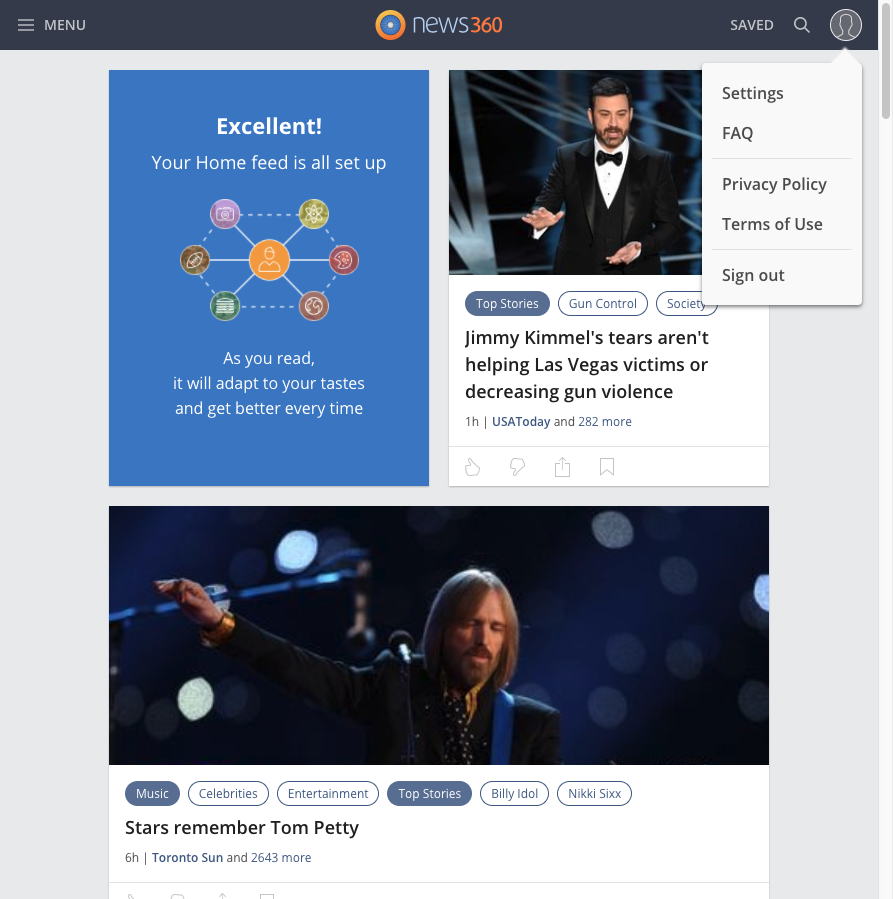 MENU
news360
SAVED
Settings
FAQ
Privacy Policy
Terms of Use
Sign out
Excellent!
Your Home feed is all set up
As you read,
it will adapt to your tastes
and get better every time
Top Stories
Gun Control
Society
Jimmy Kimmel's tears aren't
helping Las Vegas victims or
decreasing gun violence
1h | USAToday and 282 more
Music
Celebrities
Entertainment
Top Stories
Billy Idol
Nikki Sixx
Stars remember Tom Petty
6h | Toronto Sun and 2643 more